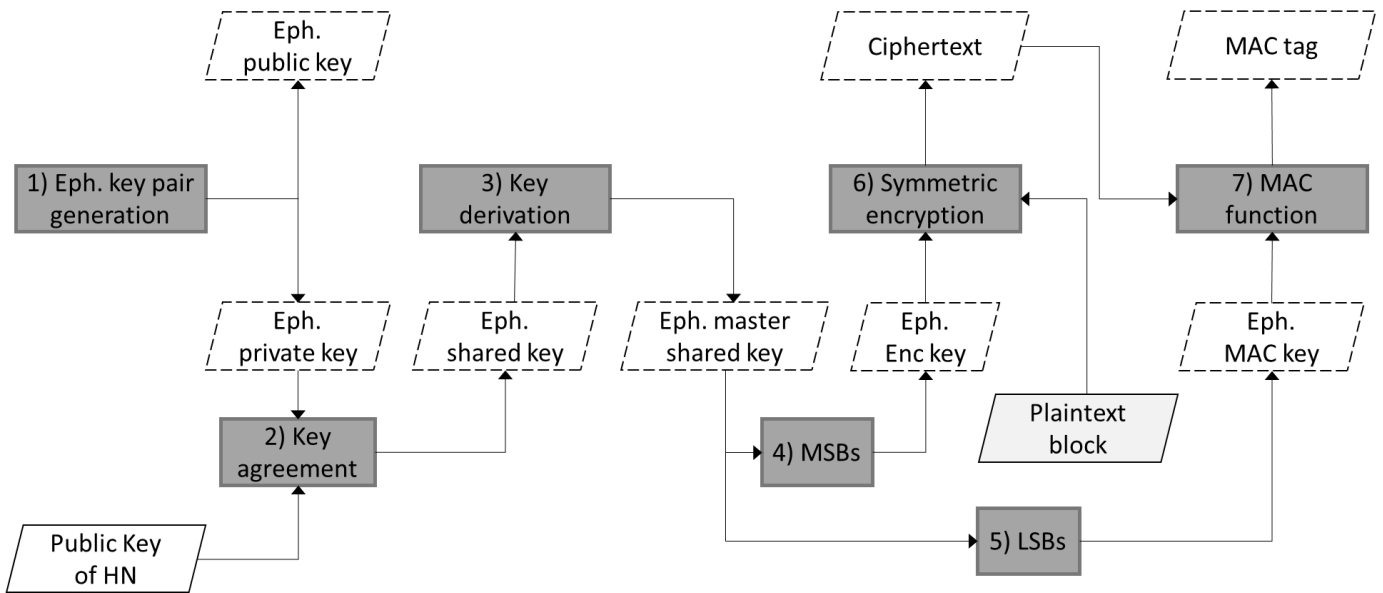 Eph.
public key
Ciphertext
MAC tag
1) Eph. key pair
generation
3) Key
derivation
6) Symmetric
encryption
7) MAC
function
Eph.
private key
Eph.
shared key
Eph. master
shared key
Eph.
Enc key
Eph.
MAC key
Plaintext
block
2) Key
agreement
4) MSBs
5) LSBs
Public Key
of HN